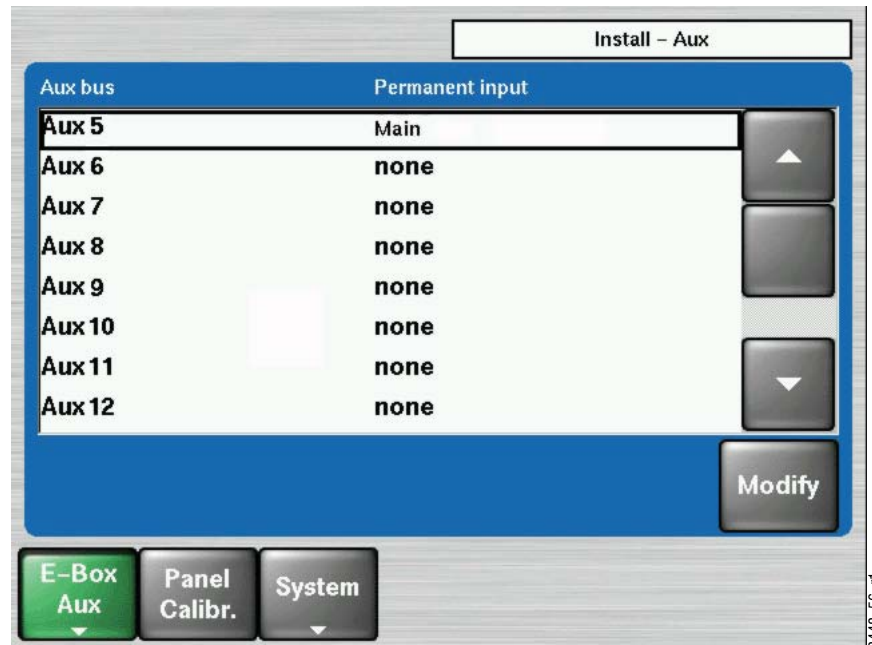 Install – Aux
Aux bus Permanent input
Aux 5 Main
Aux 6 none
Aux 7 none
Aux 8 none
Aux 9 none
Aux 10 none
Aux 11 none
Aux 12 none
Modify
E–Box Aux
Panel Calibr.
System